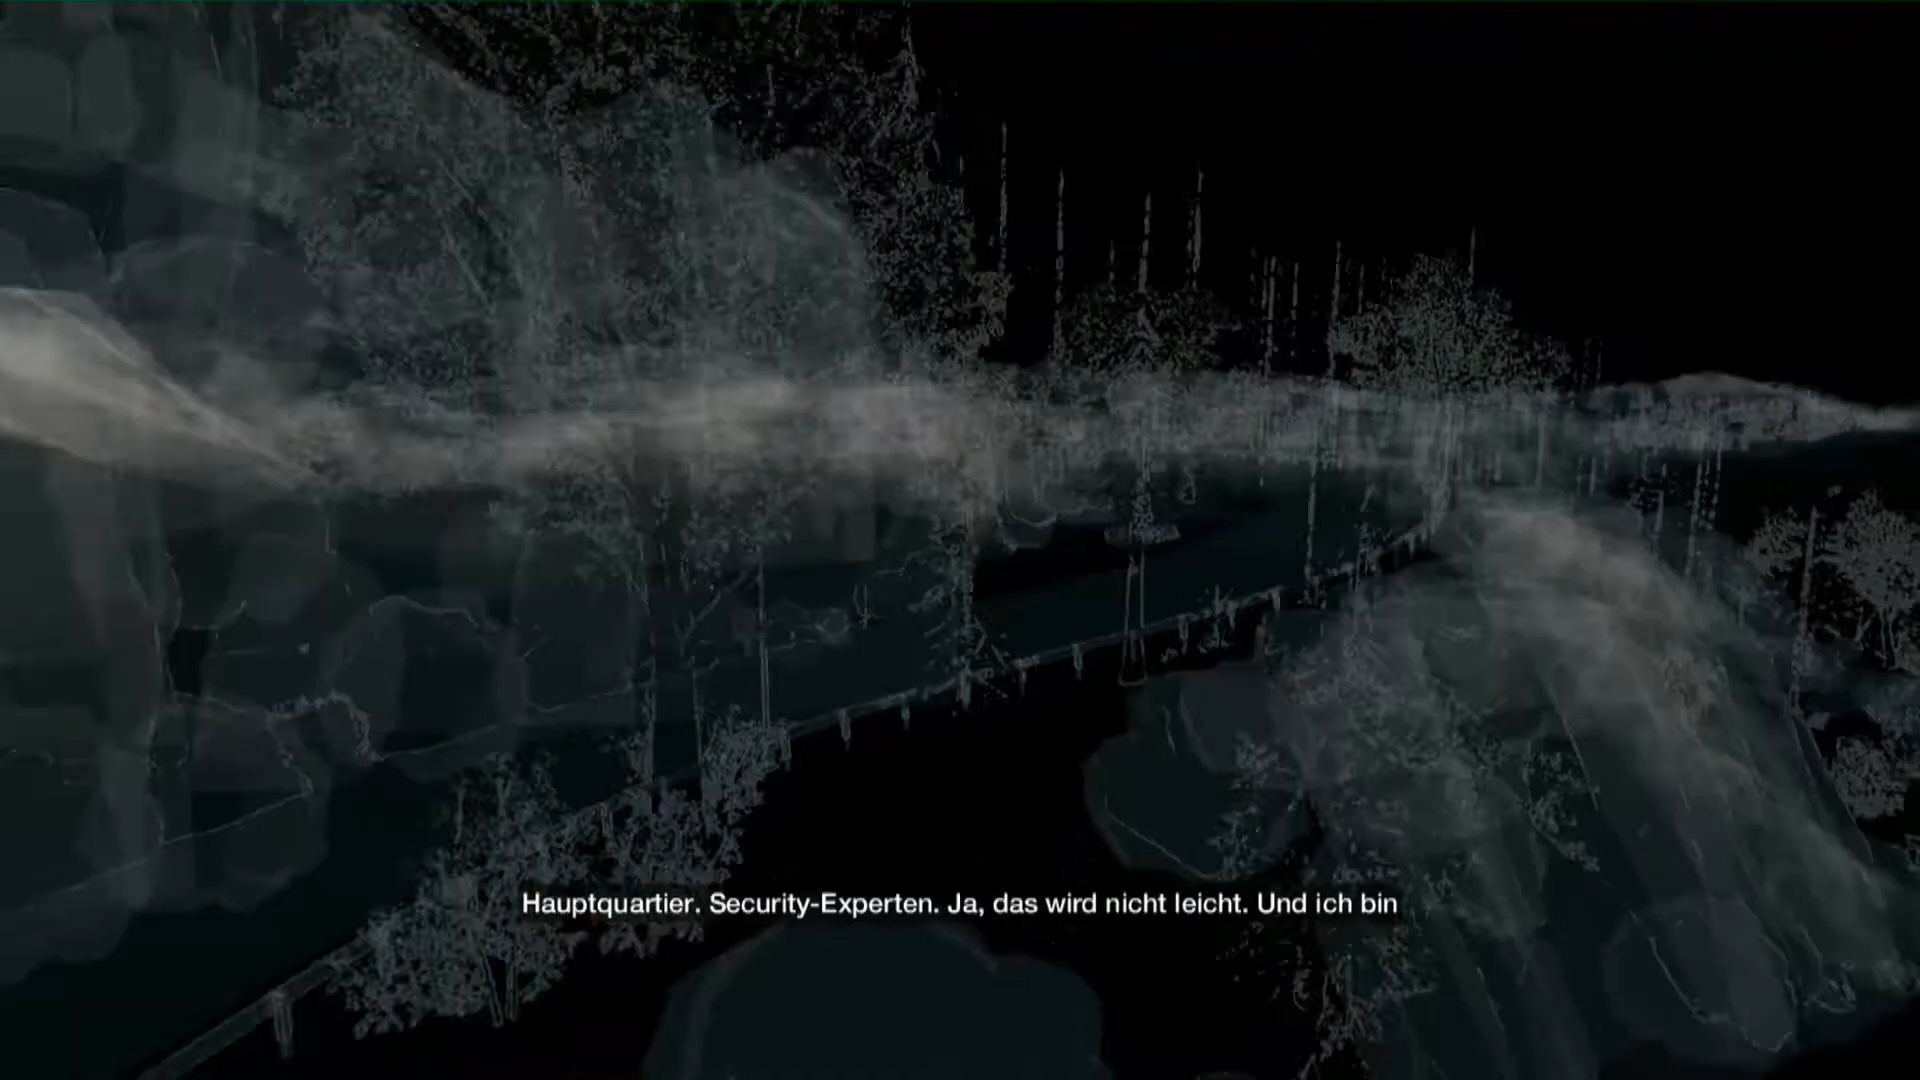 Hauptquartier. Security-Experten. Ja, das wird nicht leicht. Und ich bin